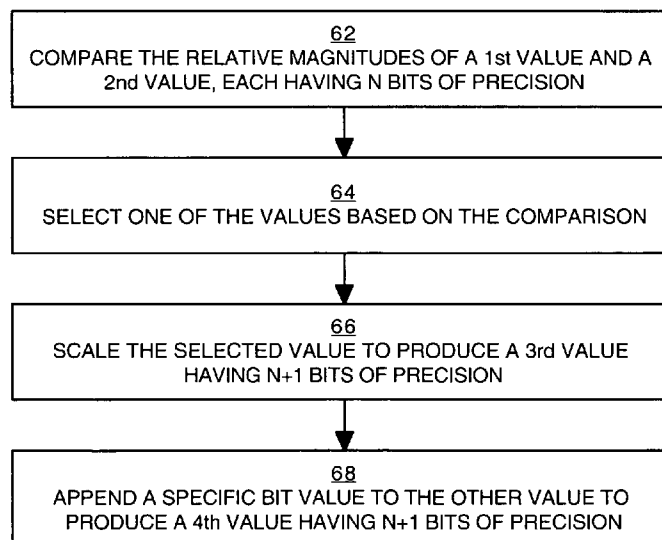 62
COMPARE THE RELATIVE MAGNITUDES OF A 1st VALUE AND A
2nd VALUE, EACH HAVING N BITS OF PRECISION
64
SELECT ONE OF THE VALUES BASED ON THE COMPARISON
66
SCALE THE SELECTED VALUE TO PRODUCE A 3rd VALUE
HAVING N+1 BITS OF PRECISION
68
APPEND A SPECIFIC BIT VALUE TO THE OTHER VALUE TO
PRODUCE A 4th VALUE HAVING N+1 BITS OF PRECISION